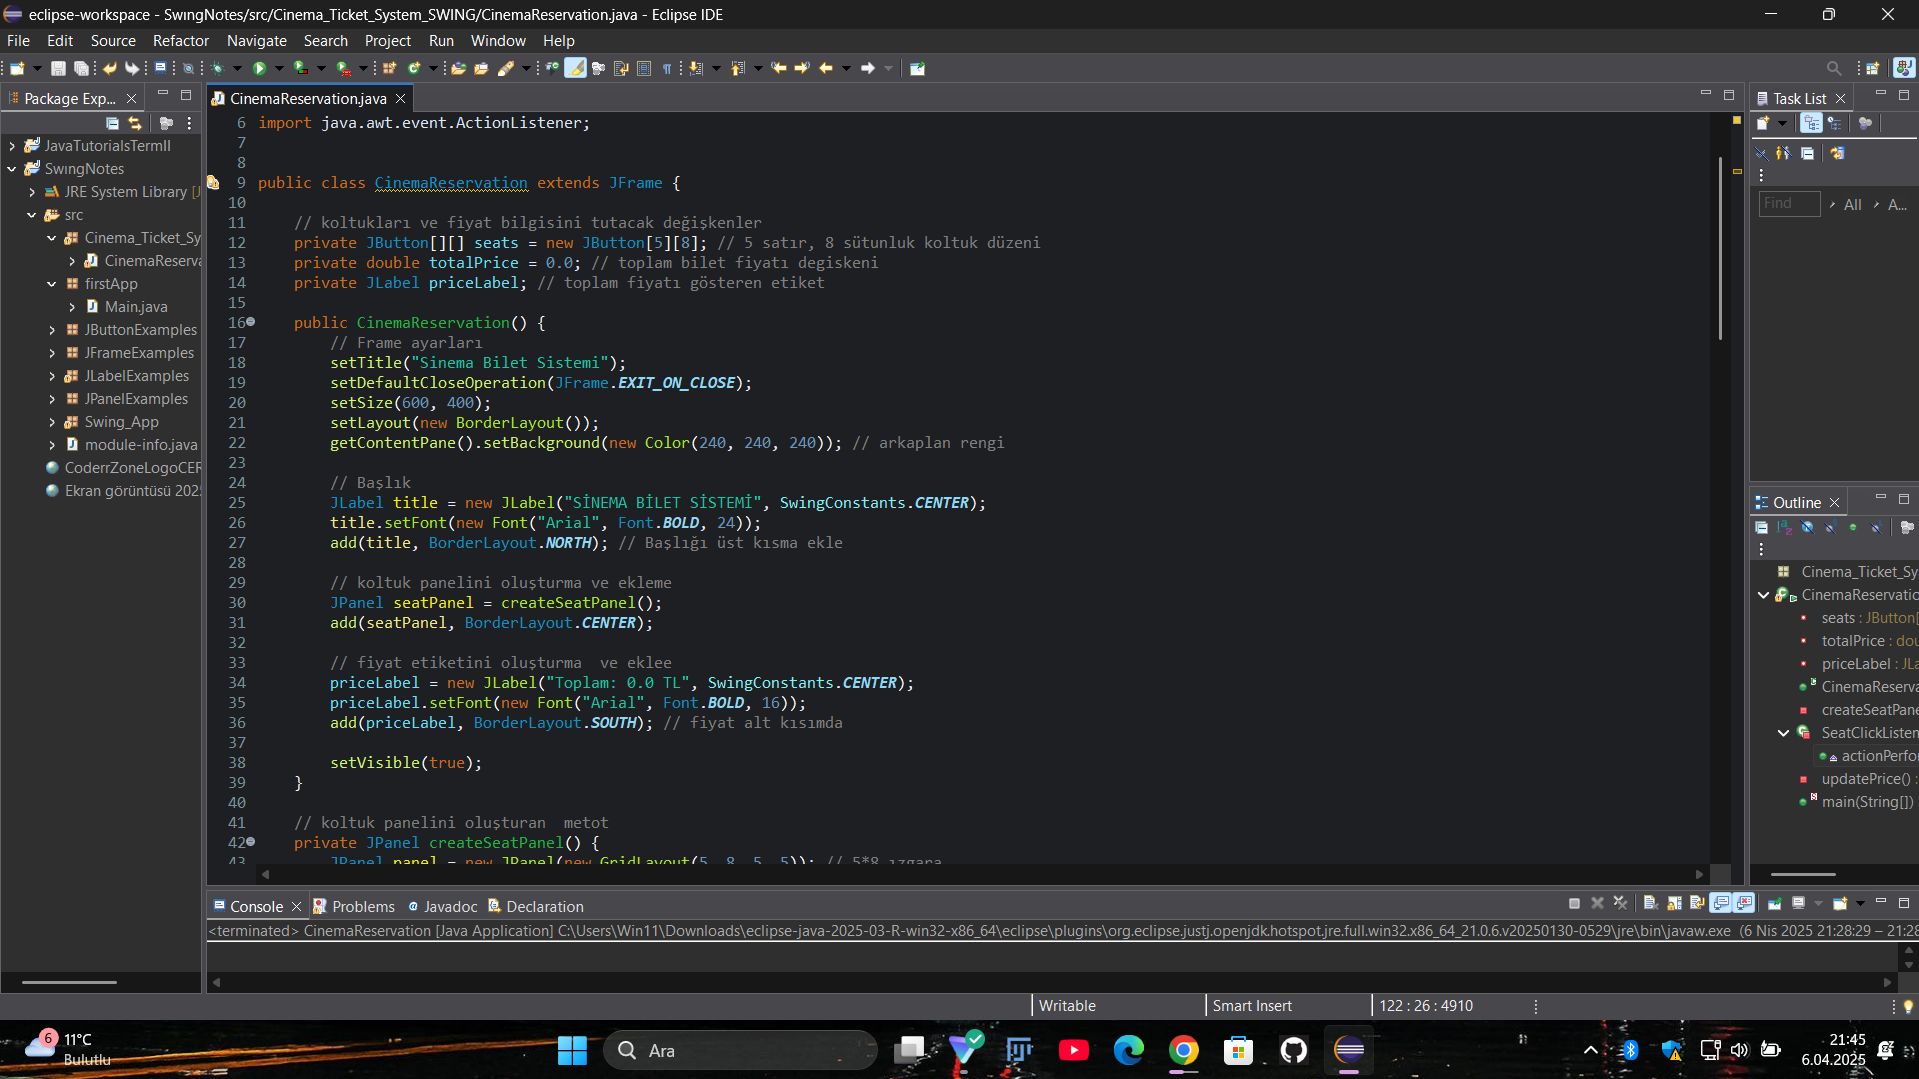 eclipse-workspace - SwingNotes/src/Cinema_Ticket_System_SWING/CinemaReservation.java - Eclipse IDE
File Edit Source Refactor Navigate Search Project Run Window Help
Package Exp...
JavaTutorialsTermII
SwingNotes
JRE System Library [J
src
Cinema_Ticket_Sy
CinemaReserva
firstApp
Main.java
JButtonExamples
JFrameExamples
JLabelExamples
JPanelExamples
Swing_App
module-info.java
CoderrZoneLogoCER
Ekran görüntüsü 202
CinemaReservation.java
6 import java.awt.event.ActionListener;
7
8
9 public class CinemaReservation extends JFrame {
10
11 // koltukları ve fiyat bilgisini tutacak değişkenler
12 private JButton[][] seats = new JButton[5][8]; // 5 satır, 8 sütunluk koltuk düzeni
13 private double totalPrice = 0.0; // toplam bilet fiyatı degiskeni
14 private JLabel priceLabel; // toplam fiyatı gösteren etiket
15
16 public CinemaReservation() {
17 // Frame ayarları
18 setTitle("Sinema Bilet Sistemi");
19 setDefaultCloseOperation(JFrame.EXIT_ON_CLOSE);
20 setSize(600, 400);
21 setLayout(new BorderLayout());
22 getContentPane().setBackground(new Color(240, 240, 240)); // arkaplan rengi
23
24 // Başlık
25 JLabel title = new JLabel("SİNEMA BİLET SİSTEMİ", SwingConstants.CENTER);
26 title.setFont(new Font("Arial", Font.BOLD, 24));
27 add(title, BorderLayout.NORTH); // Başlığı üst kısma ekle
28
29 // koltuk panelini oluşturma ve ekleme
30 JPanel seatPanel = createSeatPanel();
31 add(seatPanel, BorderLayout.CENTER);
32
33 // fiyat etiketini oluşturma  ve eklee
34 priceLabel = new JLabel("Toplam: 0.0 TL", SwingConstants.CENTER);
35 priceLabel.setFont(new Font("Arial", Font.BOLD, 16));
36 add(priceLabel, BorderLayout.SOUTH); // fiyat alt kısımda
37
38 setVisible(true);
39 }
40
41 // koltuk panelini oluşturan  metot
42 private JPanel createSeatPanel() {
43 JPanel panel = new JPanel(new GridLayout(5, 8, 5, 5)); // 5*8 ızgara
Task List
Find All A...
Outline
Cinema_Ticket_Sy
CinemaReservatio
seats : JButton[
totalPrice : dou
priceLabel : JLa
CinemaReserva
createSeatPane
SeatClickListen
actionPerfor
updatePrice() :
main(String[])
Console Problems Javadoc Declaration
<terminated> CinemaReservation [Java Application] C:\Users\Win11\Downloads\eclipse-java-2025-03-R-win32-x86_64\eclipse\plugins\org.eclipse.justj.openjdk.hotspot.jre.full.win32.x86_64_21.0.6.v20250130-0529\jre\bin\javaw.exe (6 Nis 2025 21:28:29 – 21:28
Writable Smart Insert 122 : 26 : 4910
6
11°C
Bulutlu
Ara
21:45
6.04.2025